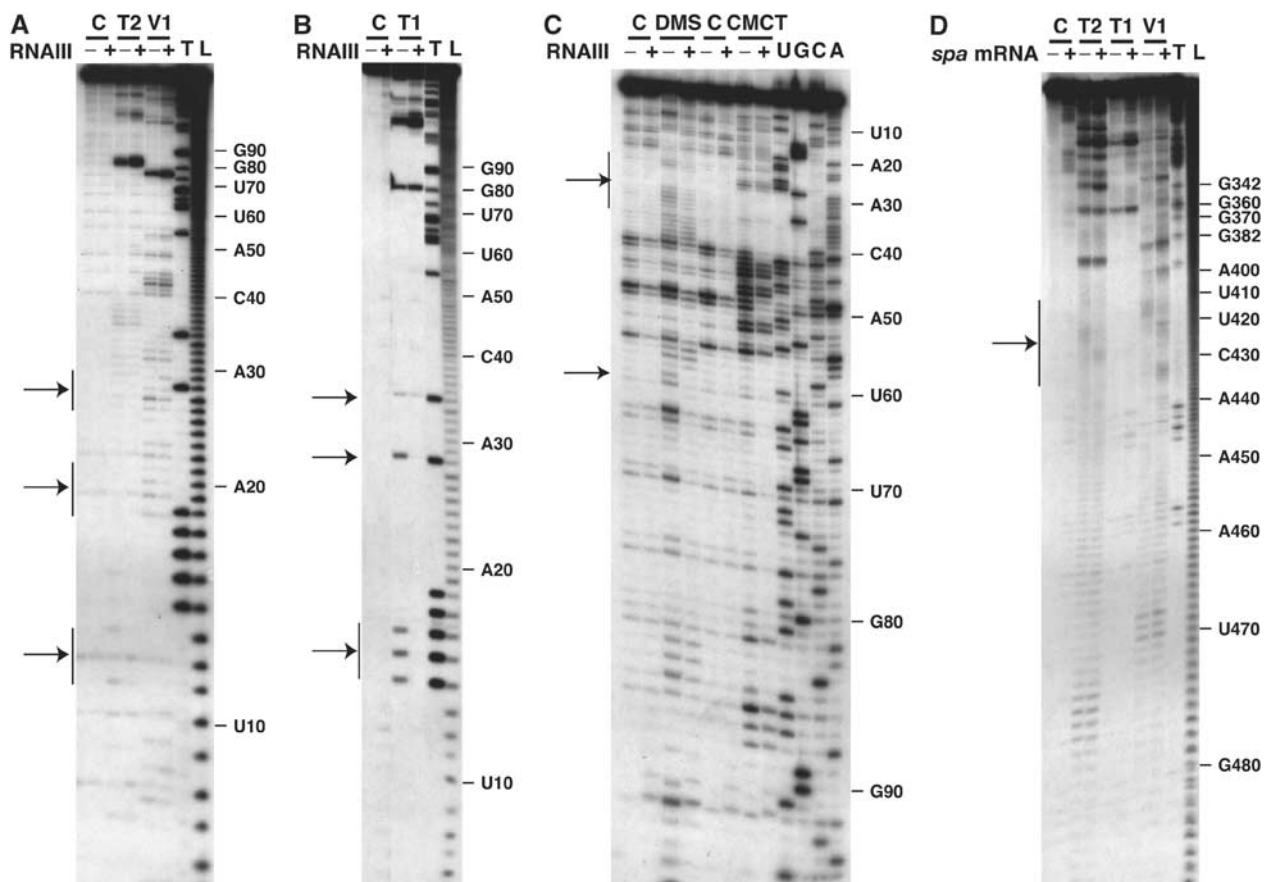 A
C T2 V1
RNAIII – + – + – + T L
G90
G80
U70
U60
A50
C40
A30
A20
U10
B
C T1
RNAIII – + – + T L
G90
G80
U70
U60
A50
C40
A30
A20
U10
C
C DMS C CMCT
RNAIII – + – + – + – + U G C A
U10
A20
A30
C40
A50
U60
U70
G80
G90
D
C T2 T1 V1
spa mRNA – + – + – + – + T L
G342
G360
G370
G382
A400
U410
U420
C430
A440
A450
A460
U470
G480